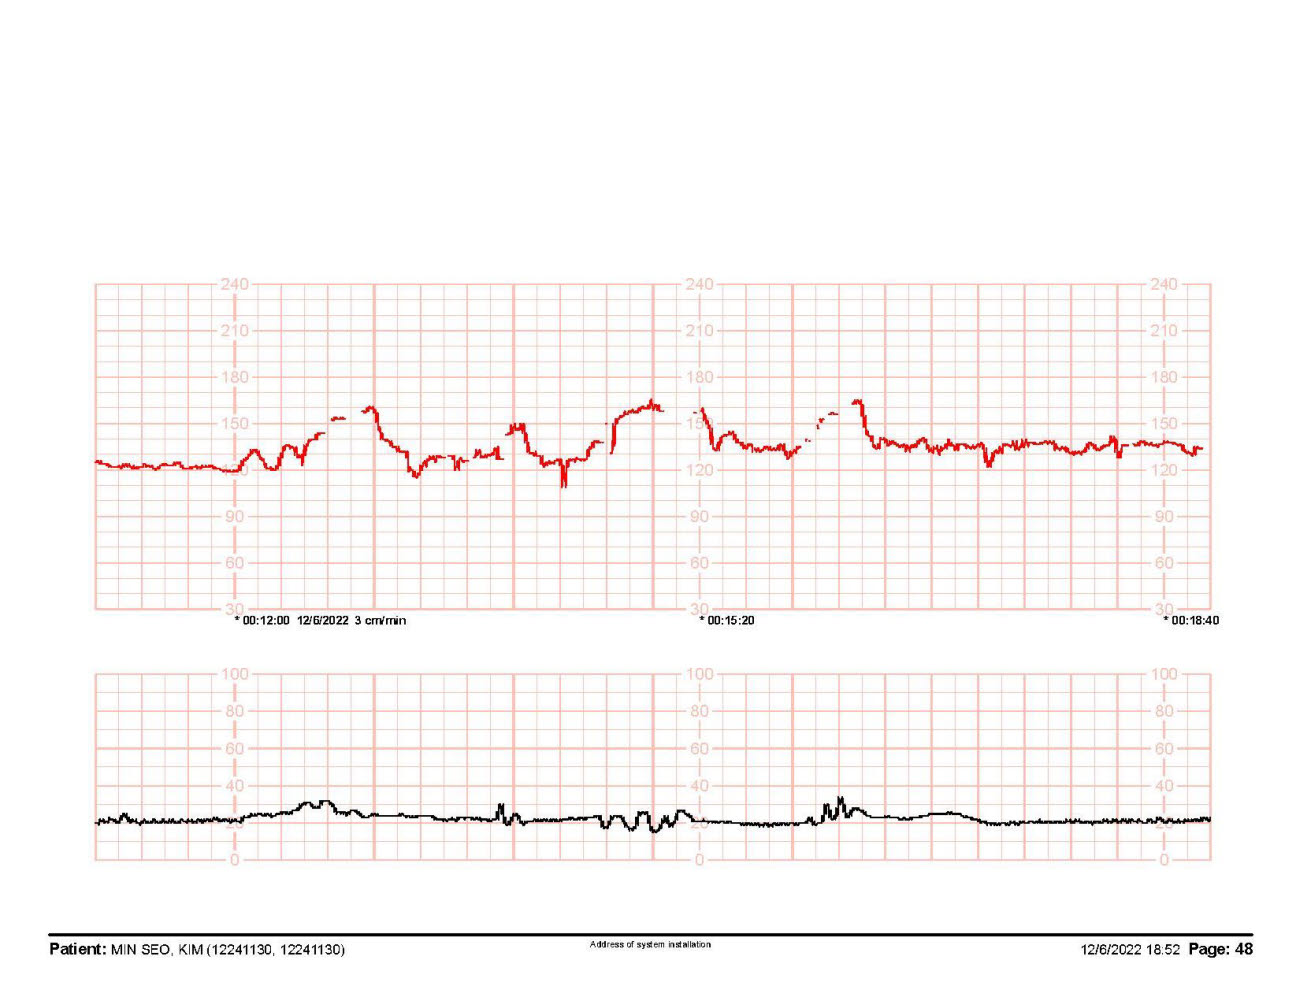 240 240 240
210 210 210
180 180 180
150 150 150
120 120 120
90 90 90
60 60 60
30 30 30
* 00:12:00 12/6/2022 3 cm/min * 00:15:20 * 00:18:40
100 100 100
80 80 80
60 60 60
40 40 40
20 20 20
0 0 0
Patient: MIN SEO, KIM (12241130, 12241130) Address of system installation 12/6/2022 18:52 Page: 48